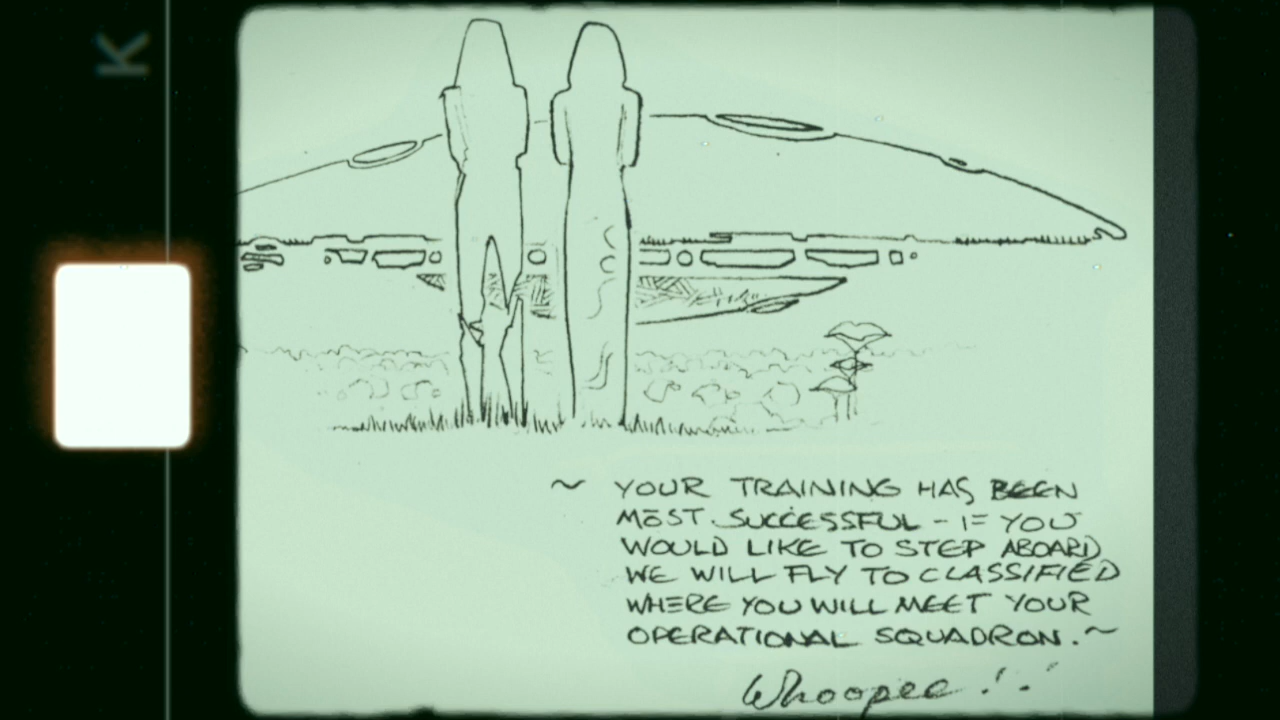 K
~ YOUR TRAINING HAS BEEN
MOST SUCCESSFUL - IF YOU
WOULD LIKE TO STEP ABOARD
WE WILL FLY TO CLASSIFIED
WHERE YOU WILL MEET YOUR
OPERATIONAL SQUADRON. ~
Whoopee!!